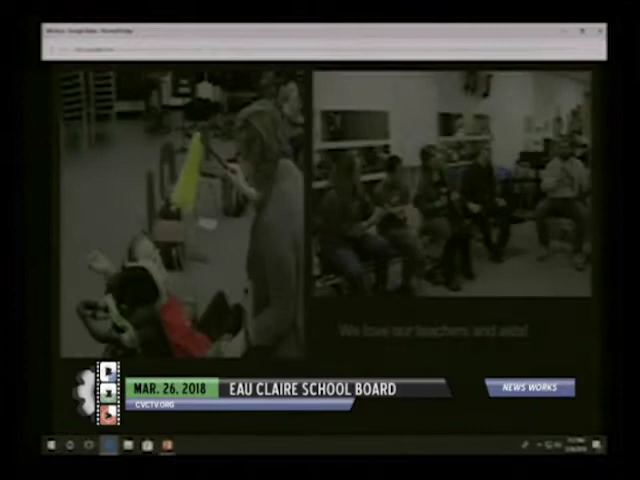 We love our teachers and aids!
MAR. 26, 2018
EAU CLAIRE SCHOOL BOARD
NEWS WORKS
CVCTV.ORG